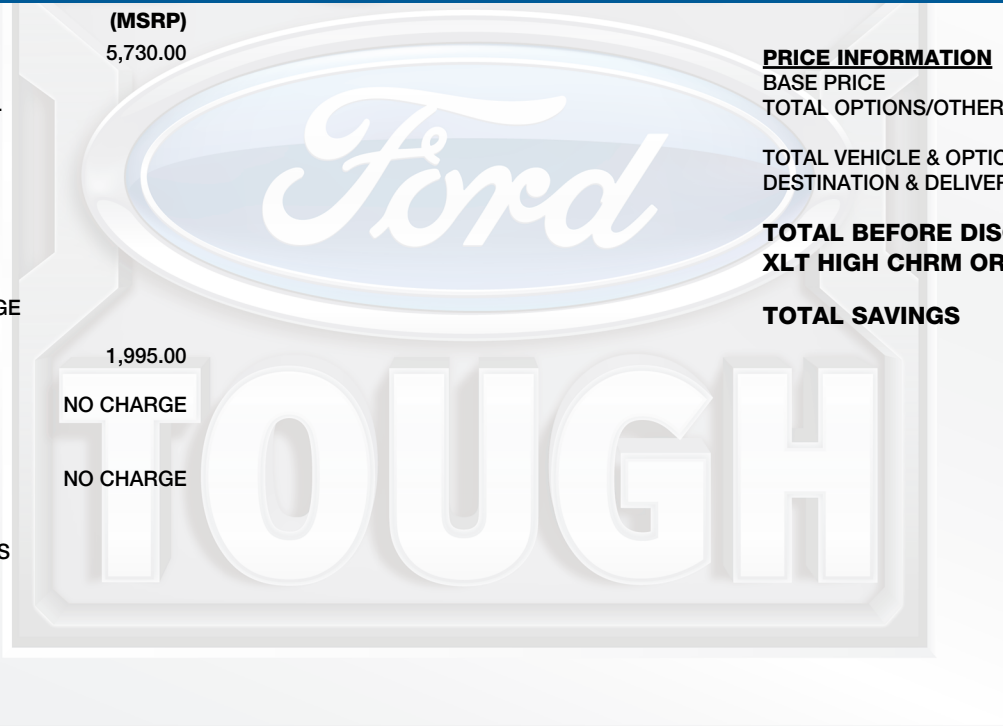 (MSRP)
5,730.00
GE
1,995.00
NO CHARGE
NO CHARGE
S
Ford
TOUGH
PRICE INFORMATION
BASE PRICE
TOTAL OPTIONS/OTHER
TOTAL VEHICLE & OPTIO
DESTINATION & DELIVER
TOTAL BEFORE DIS
XLT HIGH CHRM OR
TOTAL SAVINGS